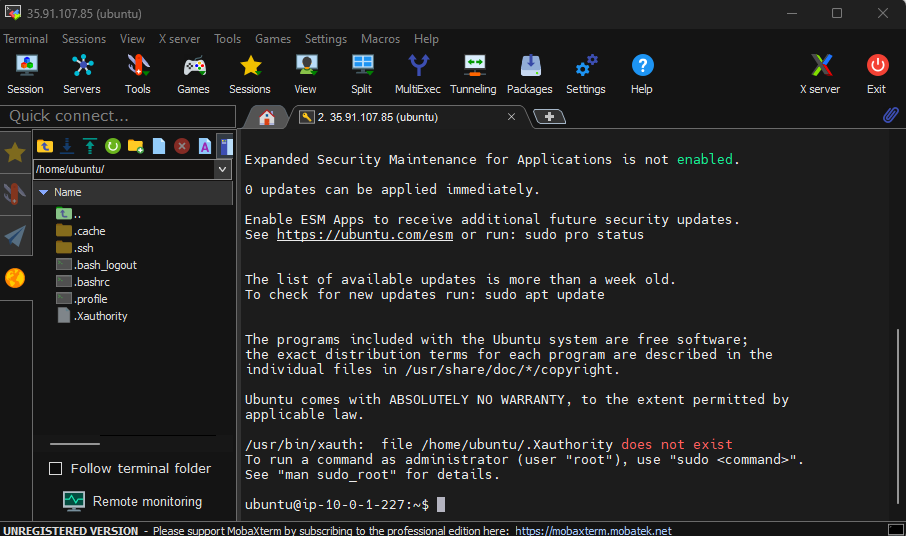 35.91.107.85 (ubuntu)
Terminal Sessions View X server Tools Games Settings Macros Help
Session Servers Tools Games Sessions View Split MultiExec Tunneling Packages Settings Help X server Exit
Quick connect...
2. 35.91.107.85 (ubuntu)
/home/ubuntu/
Name
..
.cache
.ssh
.bash_logout
.bashrc
.profile
.Xauthority
Follow terminal folder
Remote monitoring
Expanded Security Maintenance for Applications is not enabled.
0 updates can be applied immediately.
Enable ESM Apps to receive additional future security updates.
See https://ubuntu.com/esm or run: sudo pro status
The list of available updates is more than a week old.
To check for new updates run: sudo apt update
The programs included with the Ubuntu system are free software;
the exact distribution terms for each program are described in the
individual files in /usr/share/doc/*/copyright.
Ubuntu comes with ABSOLUTELY NO WARRANTY, to the extent permitted by
applicable law.
/usr/bin/xauth:  file /home/ubuntu/.Xauthority does not exist
To run a command as administrator (user "root"), use "sudo <command>".
See "man sudo_root" for details.
ubuntu@ip-10-0-1-227:~$
UNREGISTERED VERSION - Please support MobaXterm by subscribing to the professional edition here: https://mobaxterm.mobatek.net